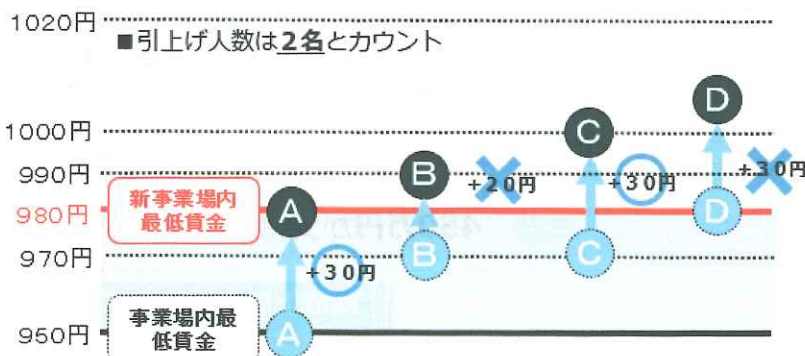 1020円
■引上げ人数は2名とカウント
D
1000円
C
990円
B
+20円
+30円
+30円
新事業場内
最低賃金
980円
A
D
970円
B
C
+30円
事業場内最
低賃金
950円
A